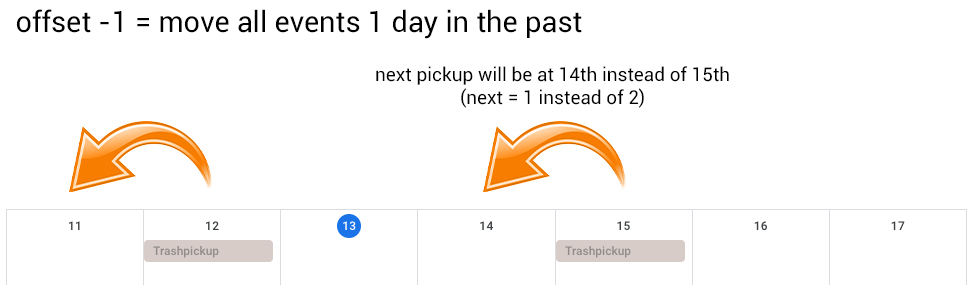 offset -1 = move all events 1 day in the past
next pickup will be at 14th instead of 15th
(next = 1 instead of 2)
11 12 13 14 15 16 17
Trashpickup Trashpickup